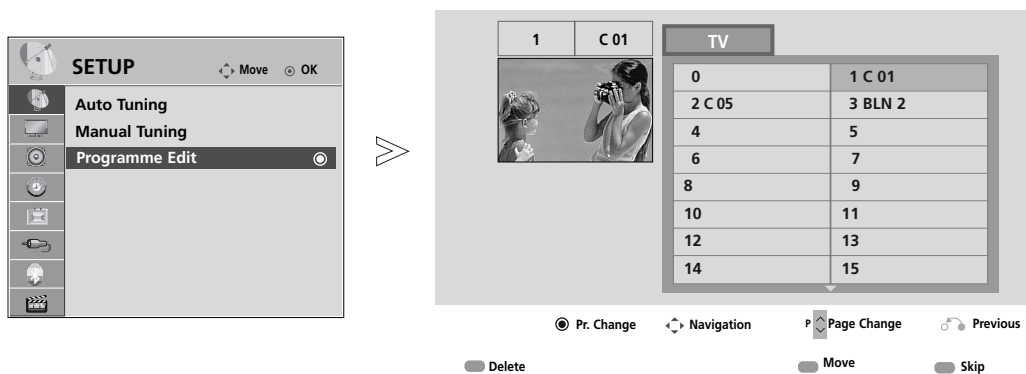 SETUP
Move OK
Auto Tuning
Manual Tuning
Programme Edit
1 C 01
TV
0 1 C 01
2 C 05 3 BLN 2
4 5
6 7
8 9
10 11
12 13
14 15
Pr. Change Navigation P Page Change Previous
Delete Move Skip